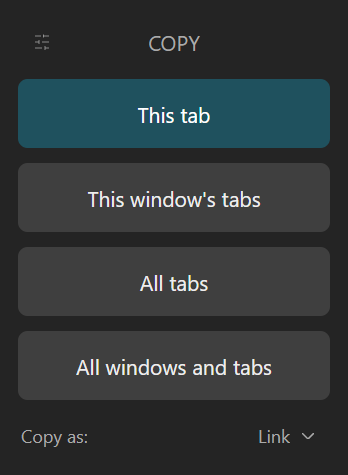 COPY
This tab
This window's tabs
All tabs
All windows and tabs
Copy as: Link